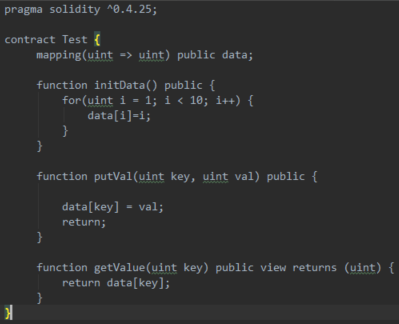 pragma solidity ^0.4.25;
contract Test {
mapping(uint => uint) public data;
function initData() public {
for(uint i = 1; i < 10; i++) {
data[i]=i;
}
}
function putVal(uint key, uint val) public {
data[key] = val;
return;
}
function getValue(uint key) public view returns (uint) {
return data[key];
}
}